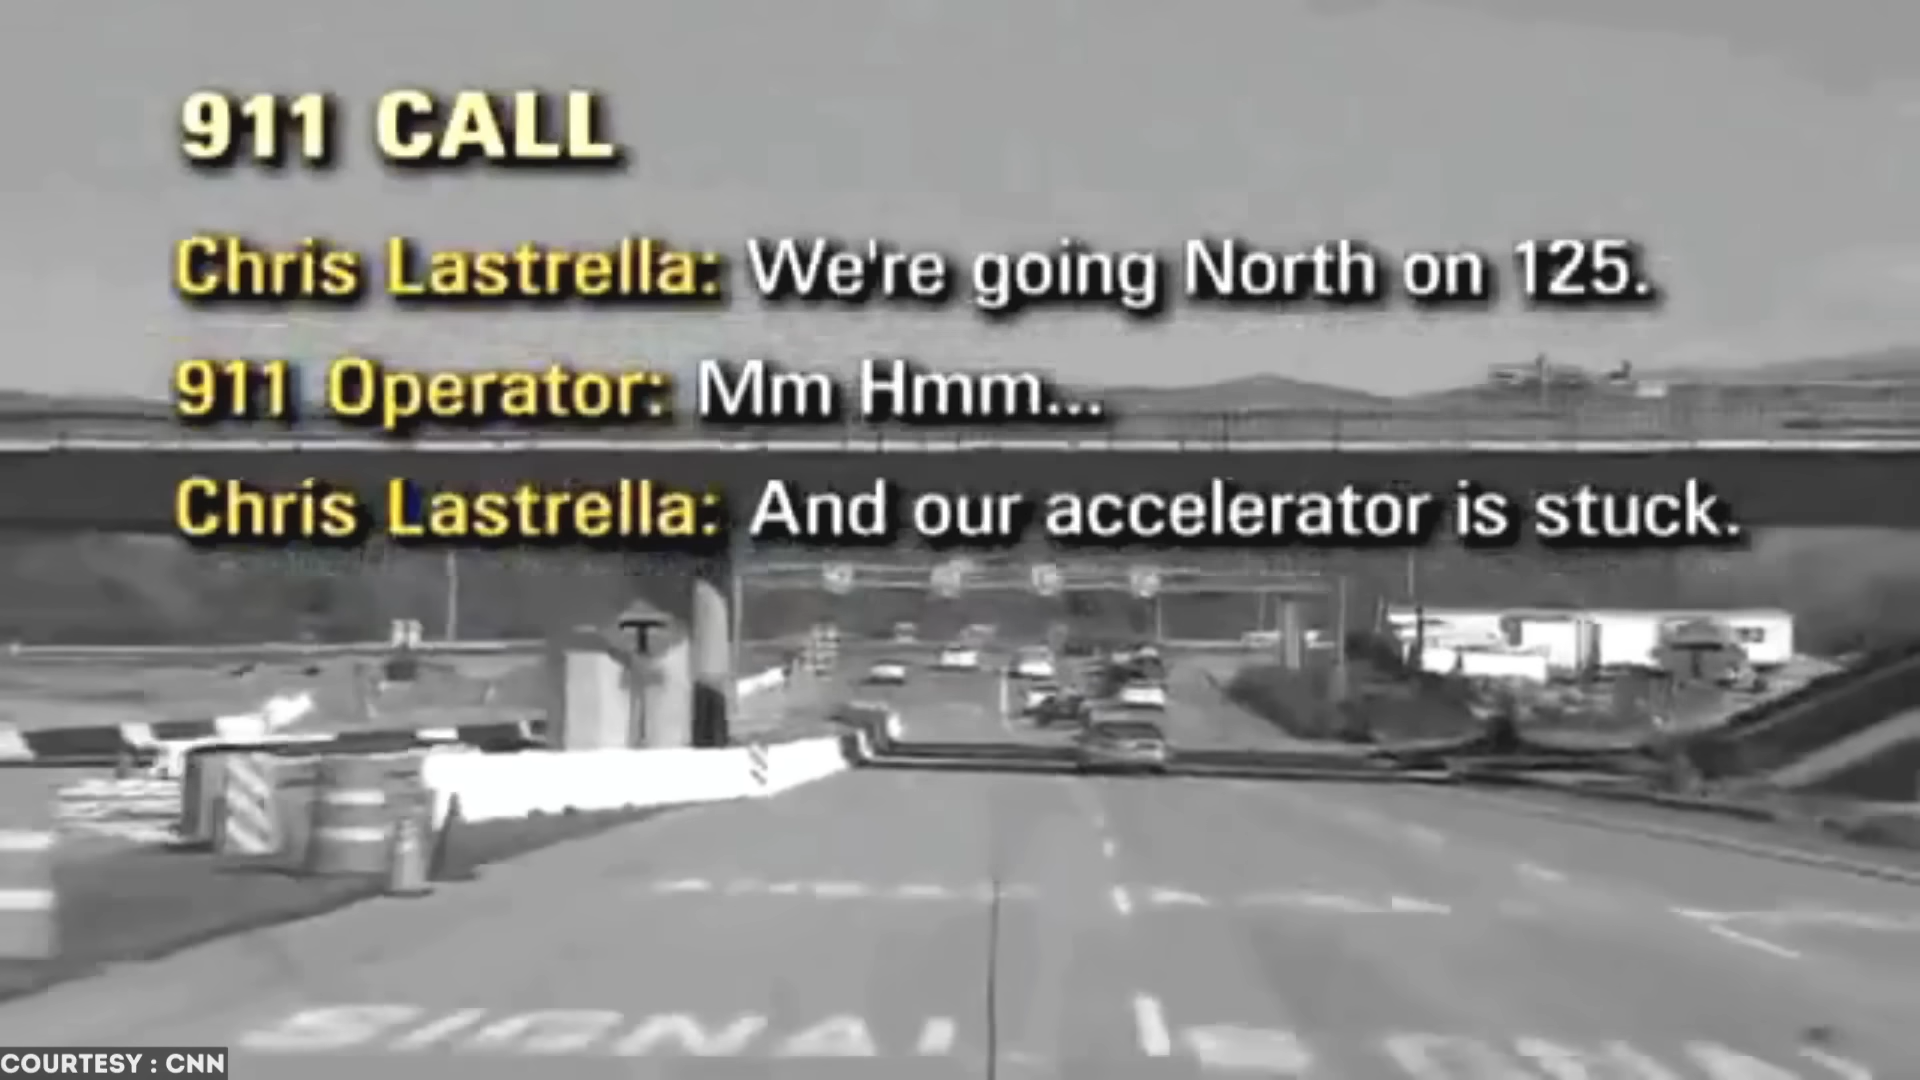 911 CALL
Chris Lastrella: We're going North on 125.
911 Operator: Mm Hmm...
Chris Lastrella: And our accelerator is stuck.
SIGNAL
COURTESY : CNN